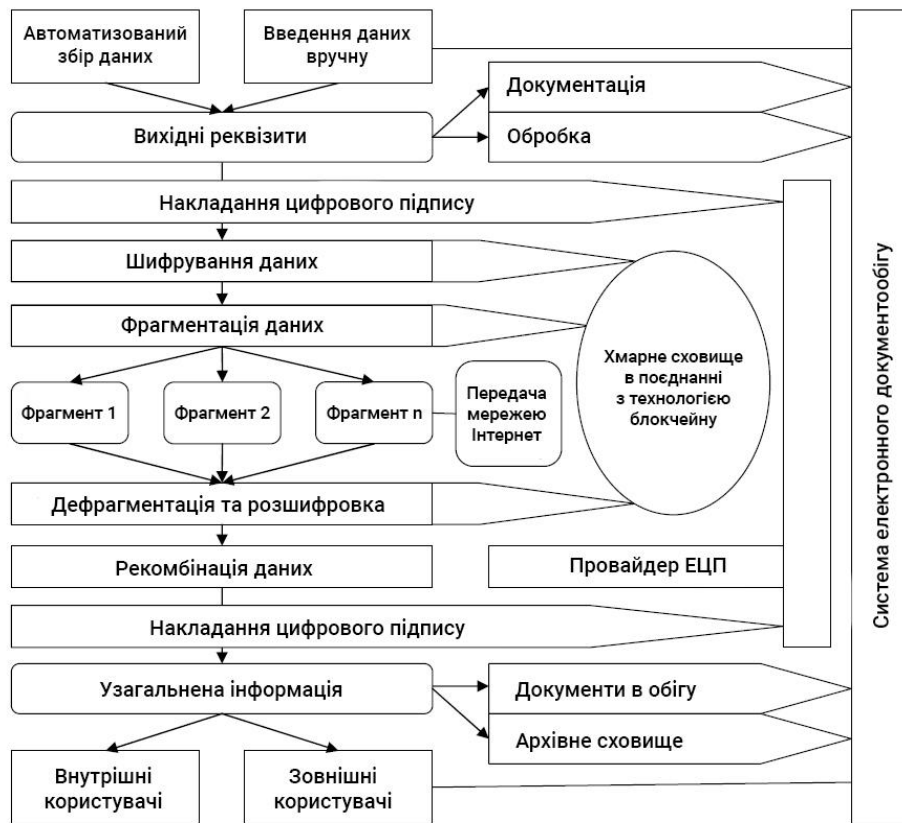 Автоматизований
збір даних
Введення даних
вручну
Документація
Вихідні реквізити
Обробка
Накладання цифрового підпису
Шифрування даних
Фрагментація даних
Хмарне сховище
в поєднанні
з технологією
блокчейну
Фрагмент 1
Фрагмент 2
Фрагмент n
Передача
мережею
Інтернет
Дефрагментація та розшифровка
Рекомбінація даних
Провайдер ЕЦП
Накладання цифрового підпису
Узагальнена інформація
Документи в обігу
Архівне сховище
Внутрішні
користувачі
Зовнішні
користувачі
Система електронного документообігу